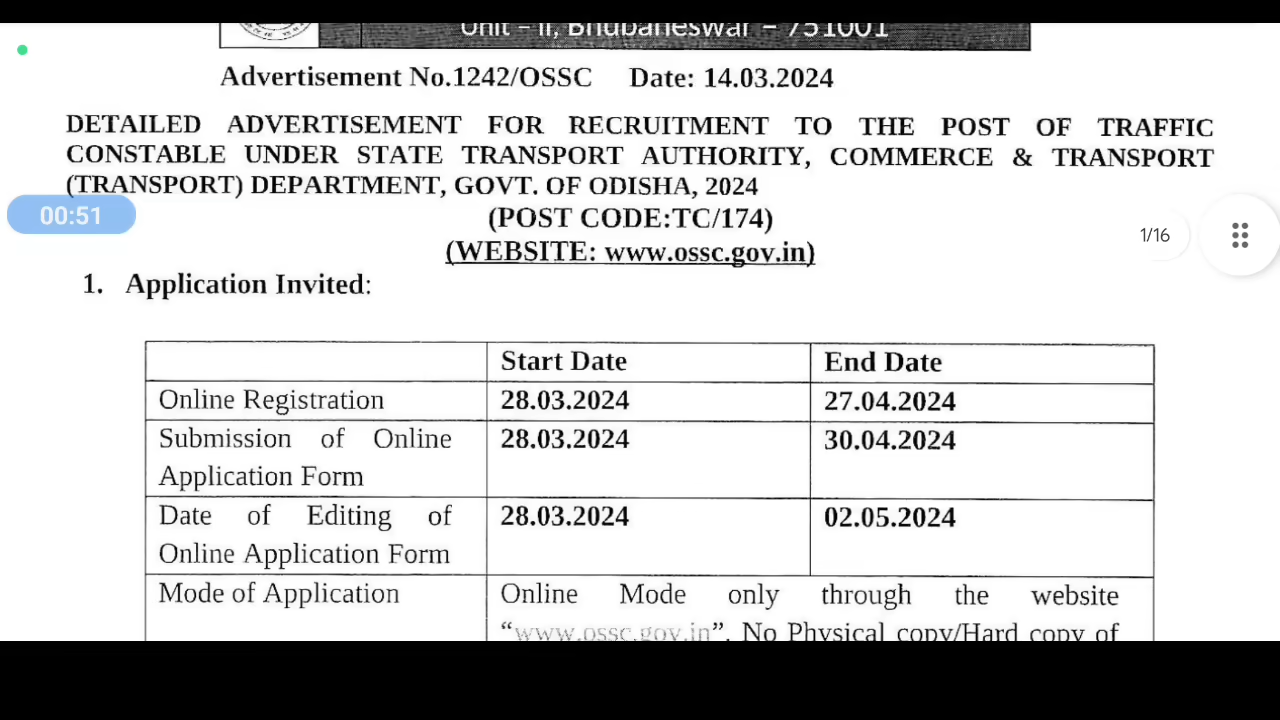 Unit – II, Bhubaneswar – 751001
Advertisement No.1242/OSSC Date: 14.03.2024
DETAILED ADVERTISEMENT FOR RECRUITMENT TO THE POST OF TRAFFIC
CONSTABLE UNDER STATE TRANSPORT AUTHORITY, COMMERCE & TRANSPORT
(TRANSPORT) DEPARTMENT, GOVT. OF ODISHA, 2024
00:51
(POST CODE:TC/174)
1/16
(WEBSITE: www.ossc.gov.in)
1. Application Invited:
Start Date End Date
Online Registration 28.03.2024 27.04.2024
Submission of Online 28.03.2024 30.04.2024
Application Form
Date of Editing of 28.03.2024 02.05.2024
Online Application Form
Mode of Application Online Mode only through the website
“www.ossc.gov.in”. No Physical copy/Hard copy of